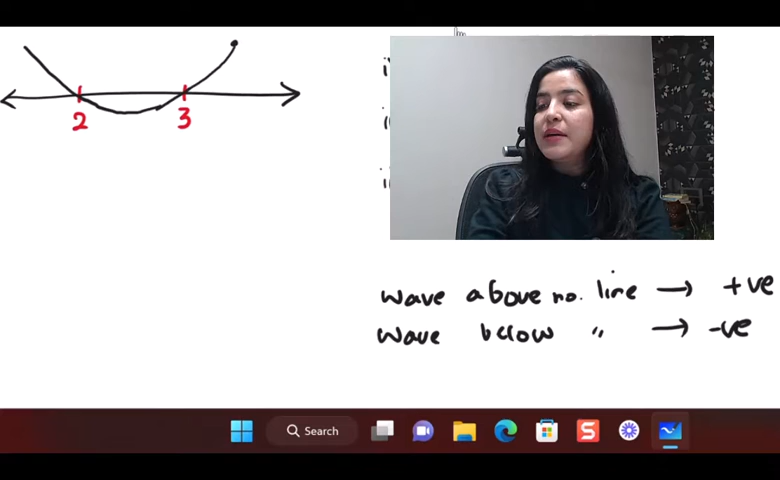 2 3
i
i
i
wave above no. line → +ve
wave below " → -ve
Search